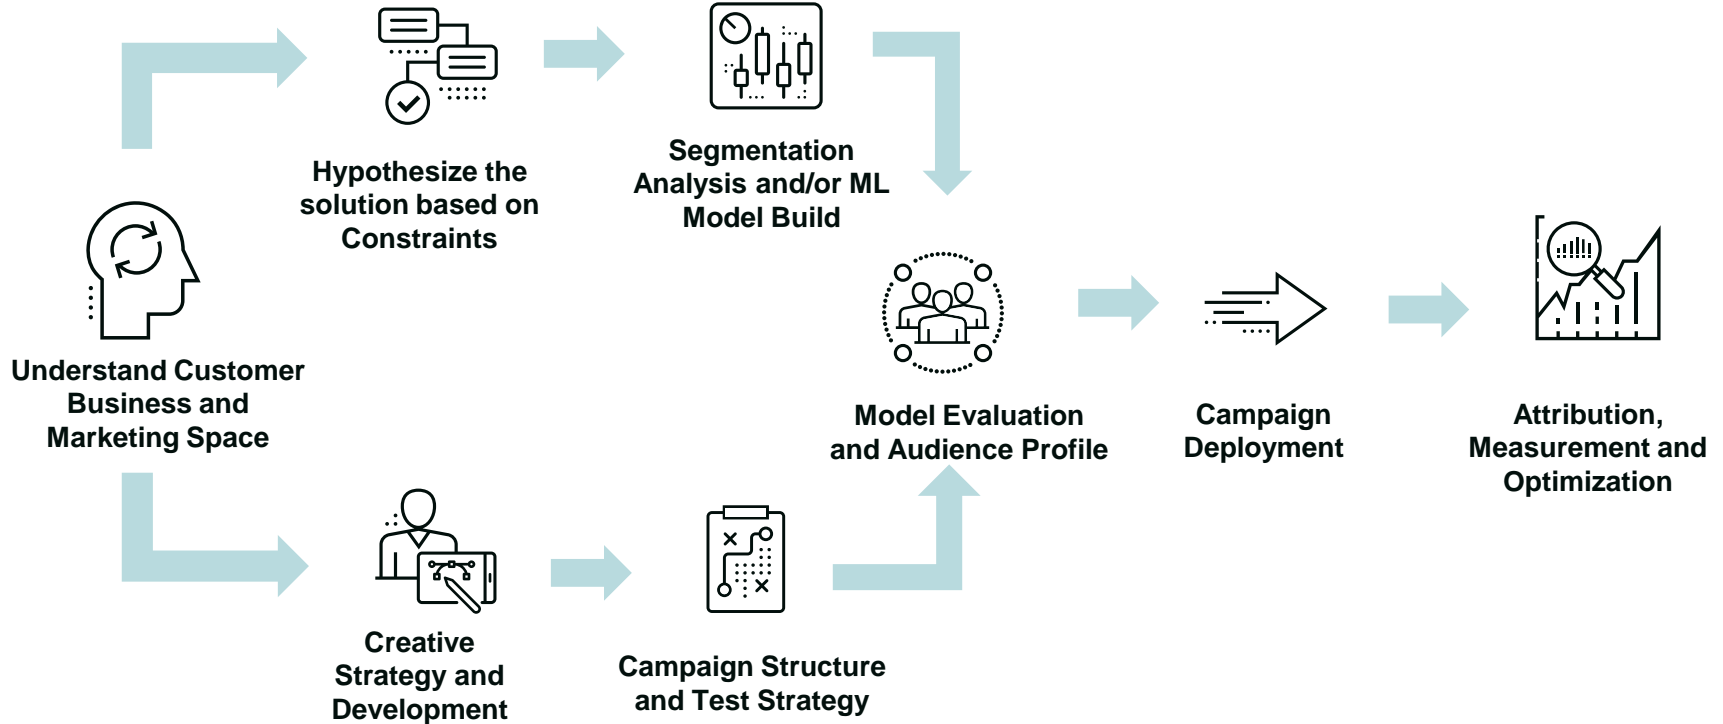 Hypothesize the
solution based on
Constraints
Segmentation
Analysis and/or ML
Model Build
Understand Customer
Business and
Marketing Space
Model Evaluation
and Audience Profile
Campaign
Deployment
Attribution,
Measurement and
Optimization
Creative
Strategy and
Development
Campaign Structure
and Test Strategy